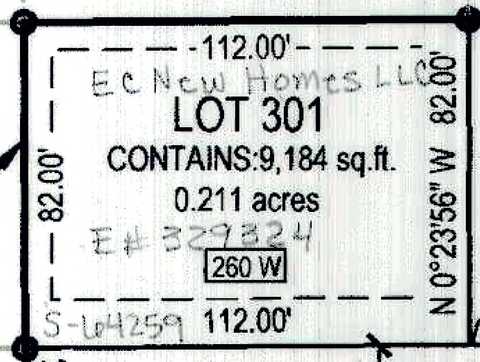 112.00'
EC New Homes LLC
LOT 301
CONTAINS:9,184 sq.ft.
0.211 acres
E# 329324
260 W
S-64259
112.00'
82.00'
N 0°23'56" W 82.00'